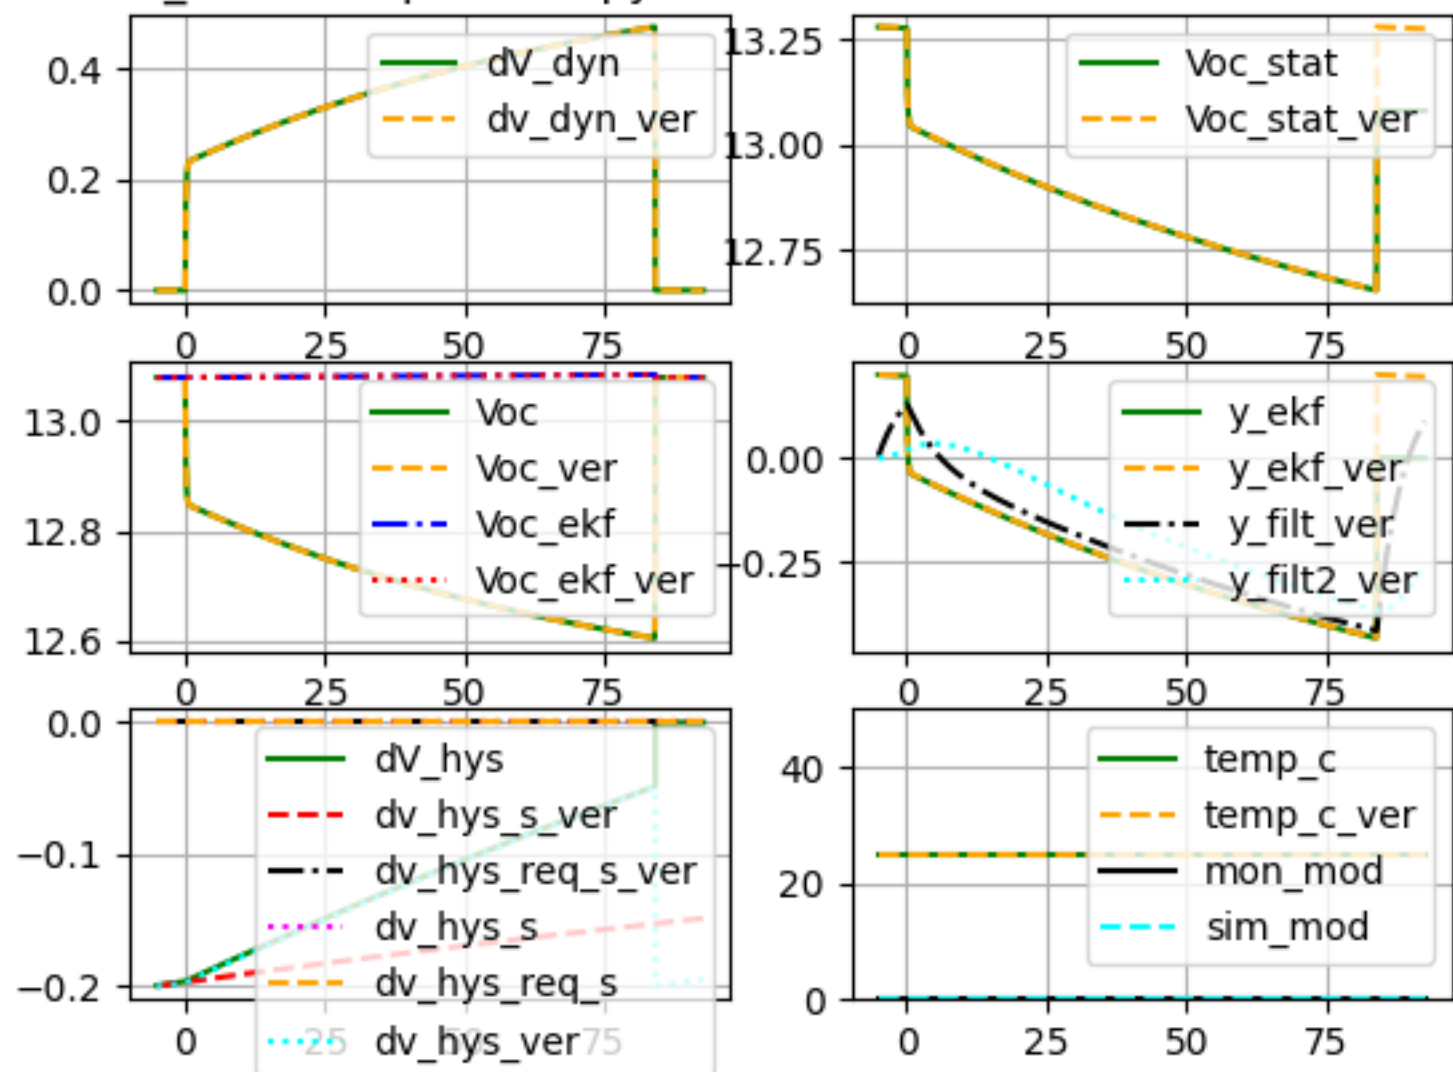 0.4
0.2
0.0
dV_dyn
dv_dyn_ver
0 25 50 75
13.25
13.00
12.75
Voc_stat
Voc_stat_ver
0 25 50 75
13.0
12.8
12.6
Voc
Voc_ver
Voc_ekf
Voc_ekf_ver
0 25 50 75
0.00
−0.25
y_ekf
y_ekf_ver
y_filt_ver
y_filt2_ver
0 25 50 75
0.0
−0.1
−0.2
dV_hys
dv_hys_s_ver
dv_hys_req_s_ver
dv_hys_s
dv_hys_req_s
dv_hys_ver
0 25 75
40
20
0
temp_c
temp_c_ver
mon_mod
sim_mod
0 25 50 75